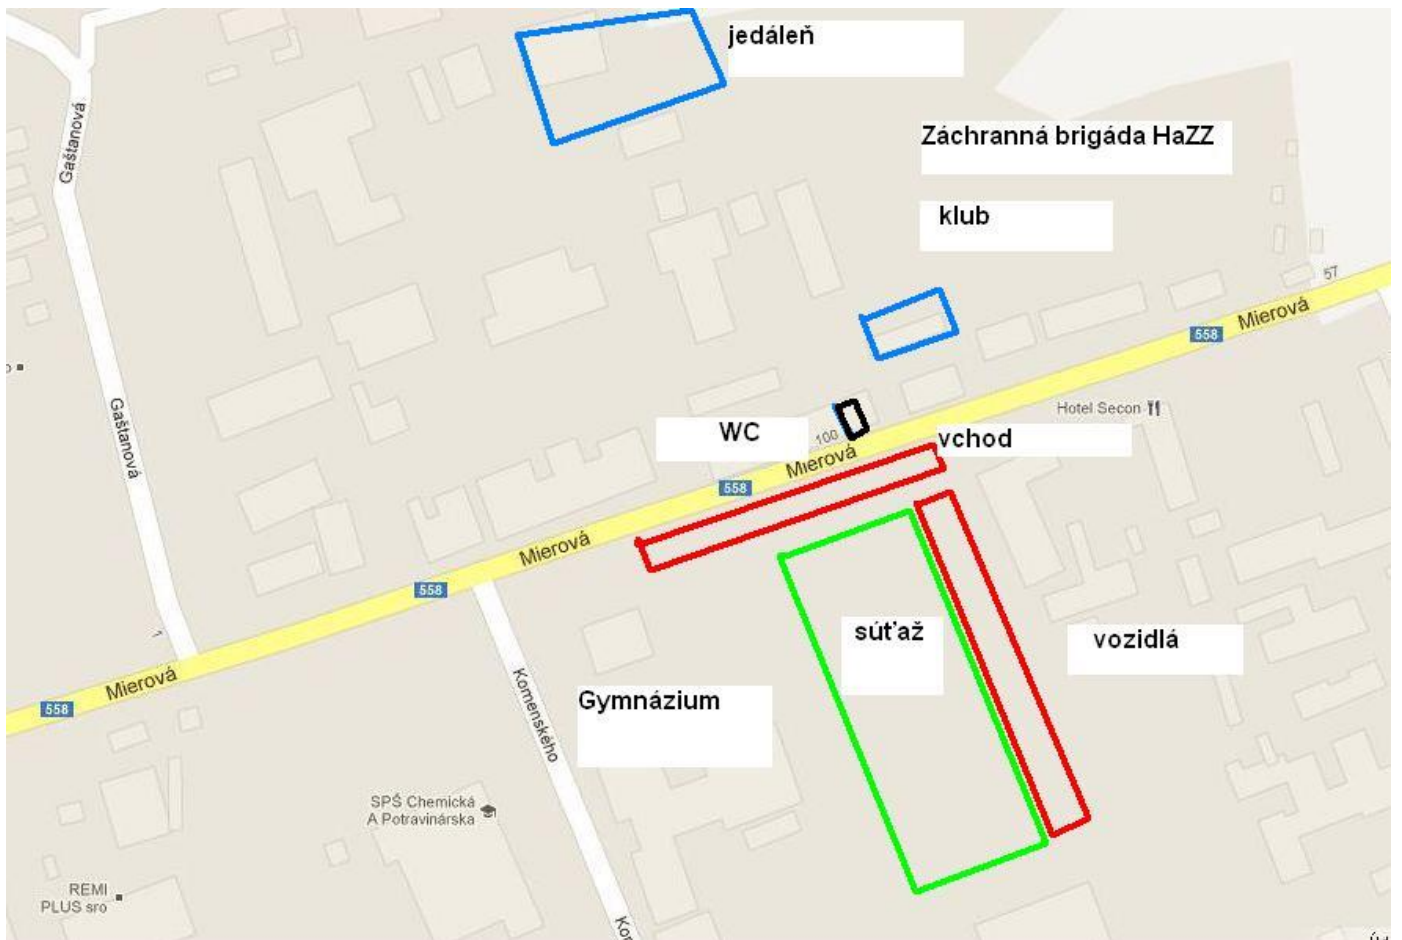 jedáleň
Gaštanová
Záchranná brigáda HaZZ
klub
57
Mierová
558
Hotel Secon
Gaštanová
WC
100
vchod
Mierová
558
Mierová
558
1
súťaž
vozidlá
Mierová
558
Komenského
Gymnázium
SPŠ Chemická
A Potravinárska
REMI
PLUS sro